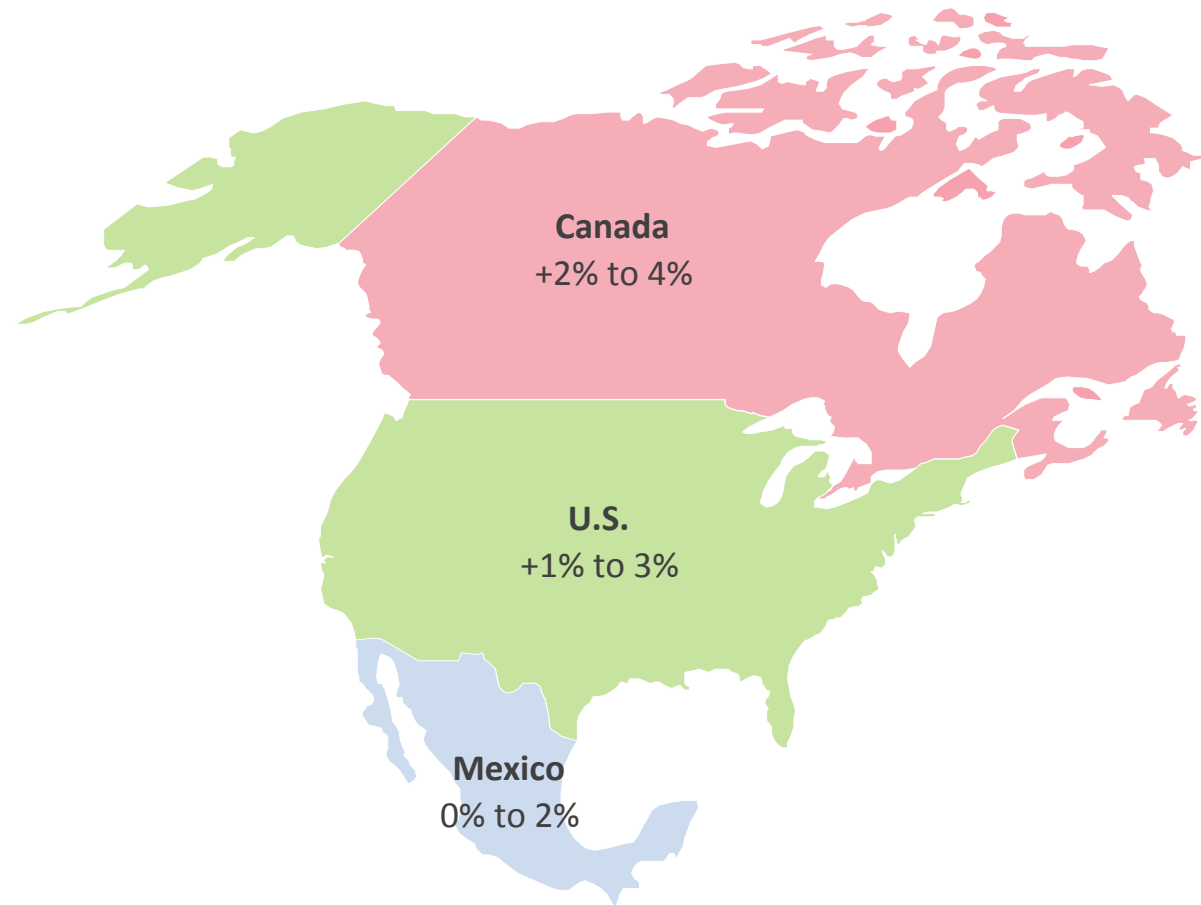 Canada
+2% to 4%
U.S.
+1% to 3%
Mexico
0% to 2%